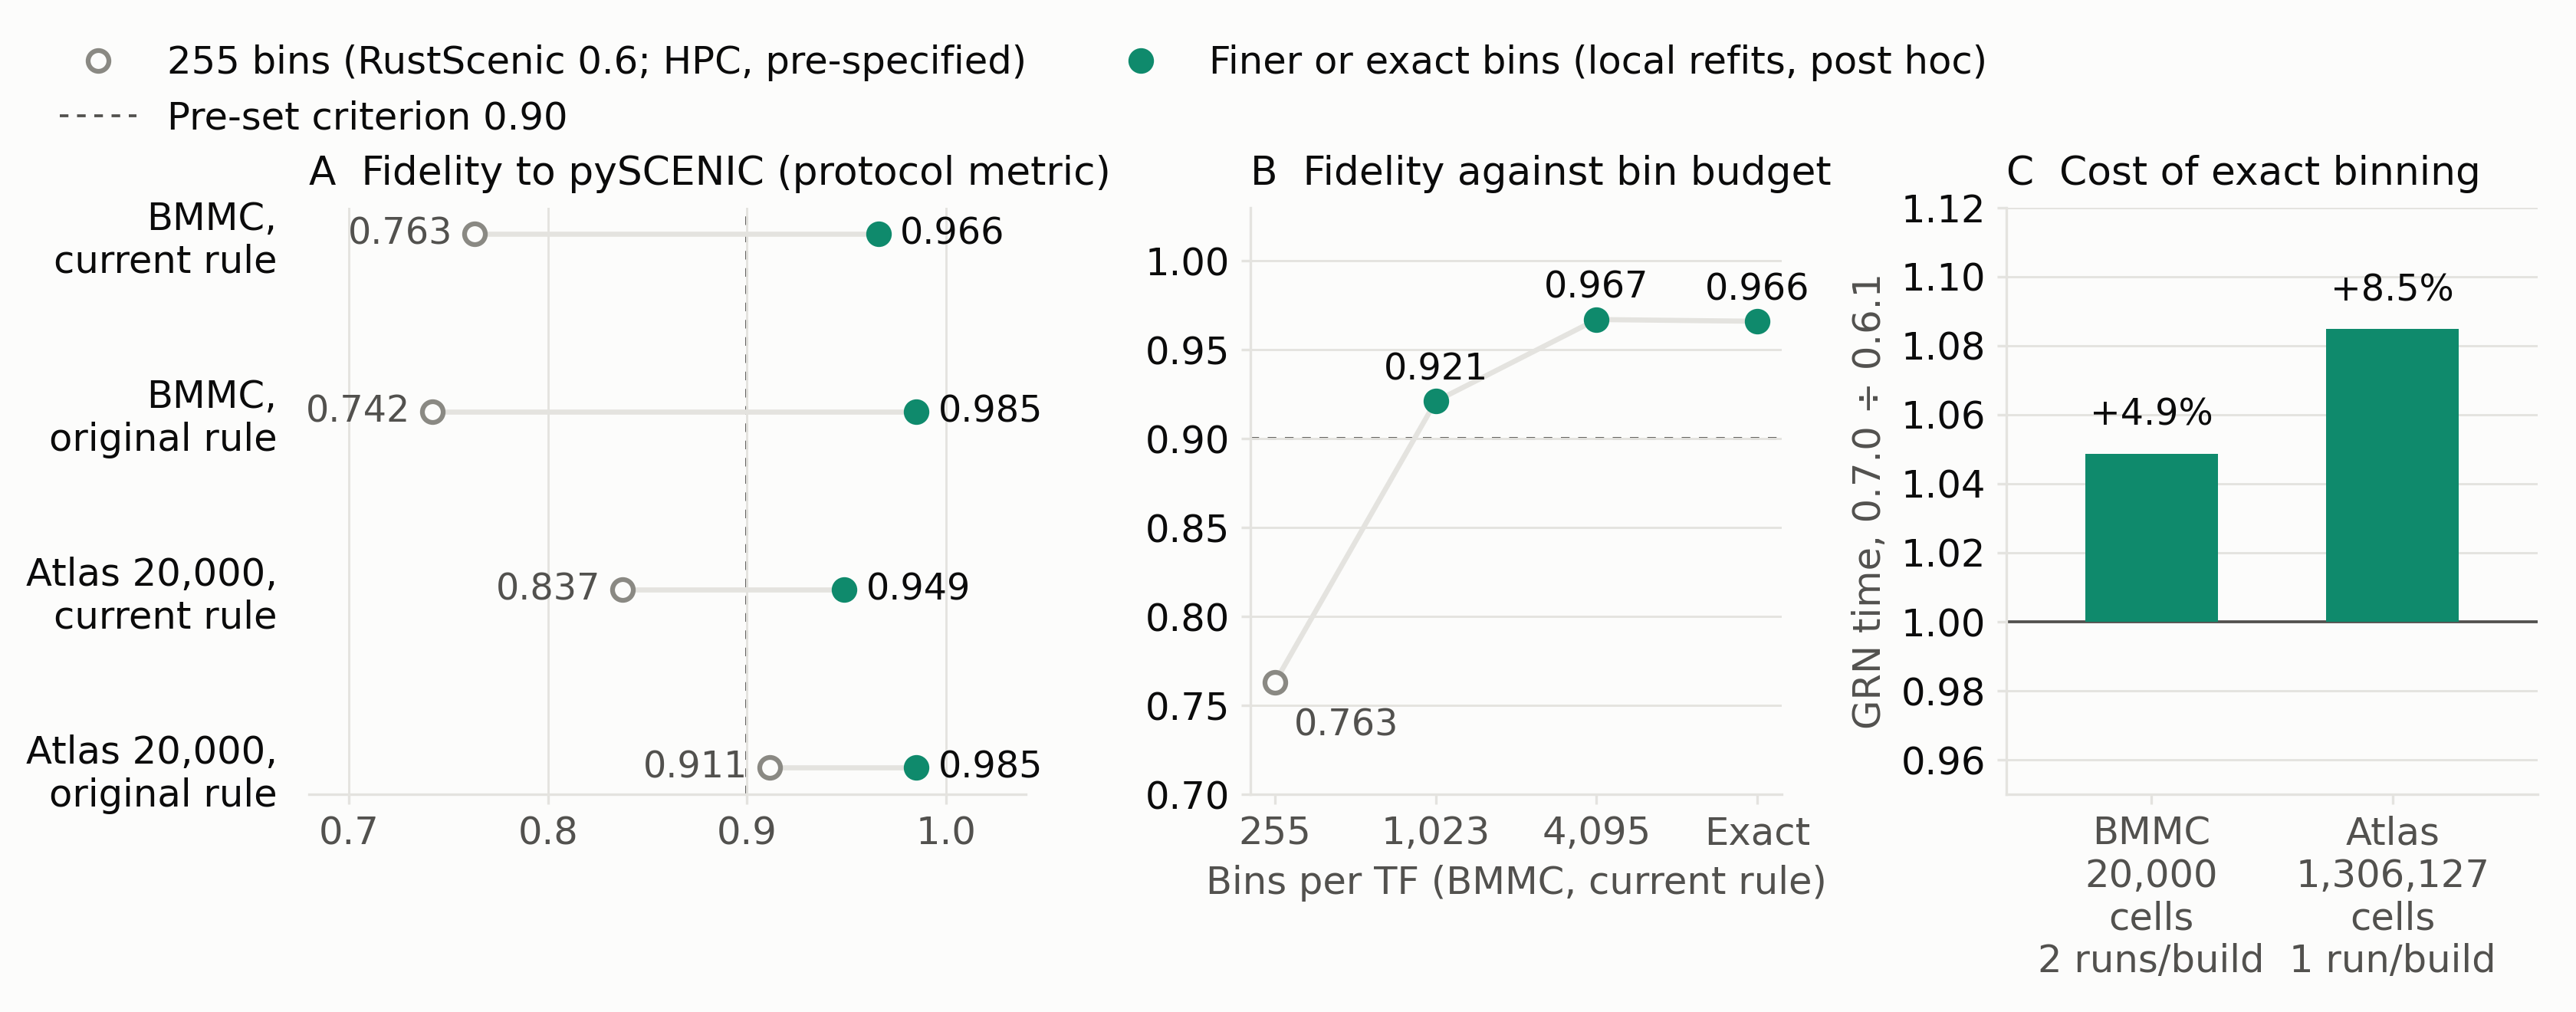 255 bins (RustScenic 0.6; HPC, pre-specified)
Finer or exact bins (local refits, post hoc)
Pre-set criterion 0.90
A Fidelity to pySCENIC (protocol metric)
BMMC,
current rule
0.763
0.966
BMMC,
original rule
0.742
0.985
Atlas 20,000,
current rule
0.837
0.949
Atlas 20,000,
original rule
0.911
0.985
0.7
0.8
0.9
1.0
B Fidelity against bin budget
1.00
0.95
0.90
0.85
0.80
0.75
0.70
0.763
0.921
0.967
0.966
255
1,023
4,095
Exact
Bins per TF (BMMC, current rule)
C Cost of exact binning
GRN time, 0.7.0 ÷ 0.6.1
1.12
1.10
1.08
1.06
1.04
1.02
1.00
0.98
0.96
+4.9%
+8.5%
BMMC
20,000
cells
2 runs/build
Atlas
1,306,127
cells
1 run/build